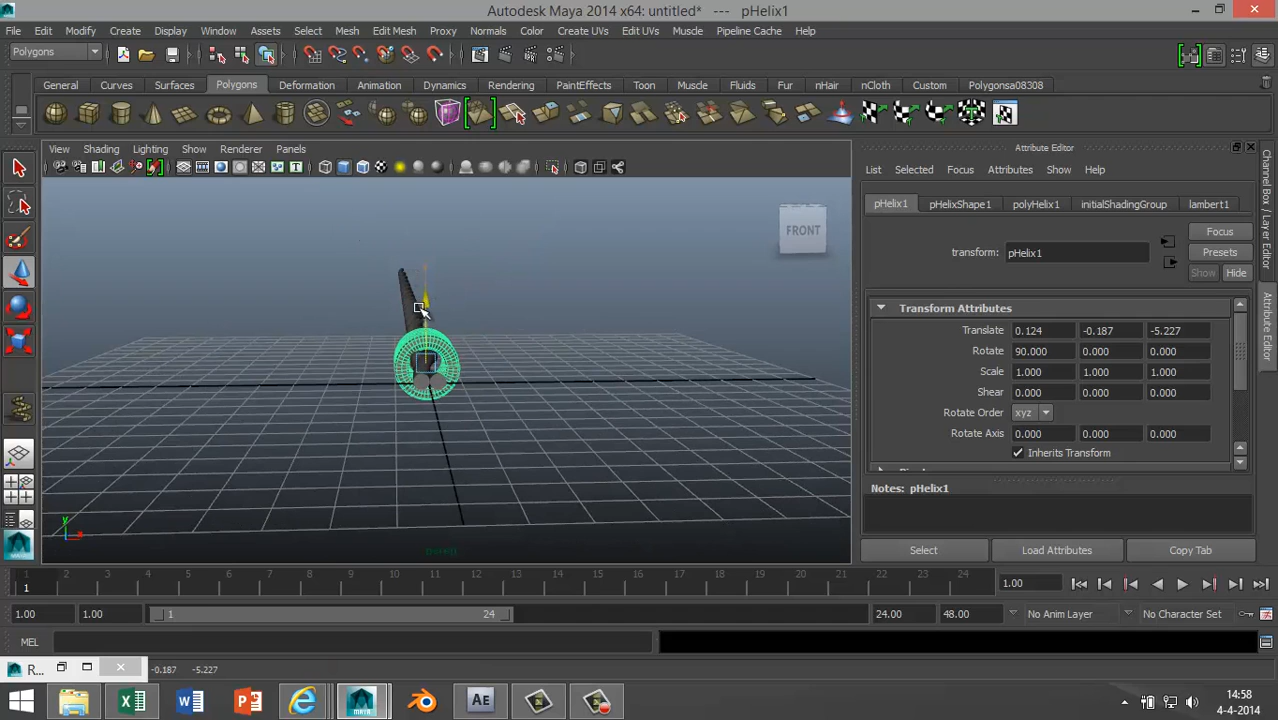 Autodesk Maya 2014 x64: untitled* --- pHelix1
File Edit Modify Create Display Window Assets Select Mesh Edit Mesh Proxy Normals Color Create UVs Edit UVs Muscle Pipeline Cache Help
Polygons
General Curves Surfaces Polygons Deformation Animation Dynamics Rendering PaintEffects Toon Muscle Fluids Fur nHair nCloth Custom Polygonsa08308
View Shading Lighting Show Renderer Panels
FRONT
y
Attribute Editor
List Selected Focus Attributes Show Help
pHelix1 pHelixShape1 polyHelix1 initialShadingGroup lambert1
Focus
transform: pHelix1
Presets
Show Hide
Transform Attributes
Translate 0.124 -0.187 -5.227
Rotate 90.000 0.000 0.000
Scale 1.000 1.000 1.000
Shear 0.000 0.000 0.000
Rotate Order xyz
Rotate Axis 0.000 0.000 0.000
Inherits Transform
Notes: pHelix1
Select Load Attributes Copy Tab
Channel Box / Layer Editor
Attribute Editor
1 2 3 4 5 6 7 8 9 10 11 12 13 14 15 16 17 18 19 20 21 22 23 24
1
1.00
1.00 1.00 1 24 24.00 48.00 No Anim Layer No Character Set
MEL
R... -0.187 -5.227
Ae
14:58
4-4-2014